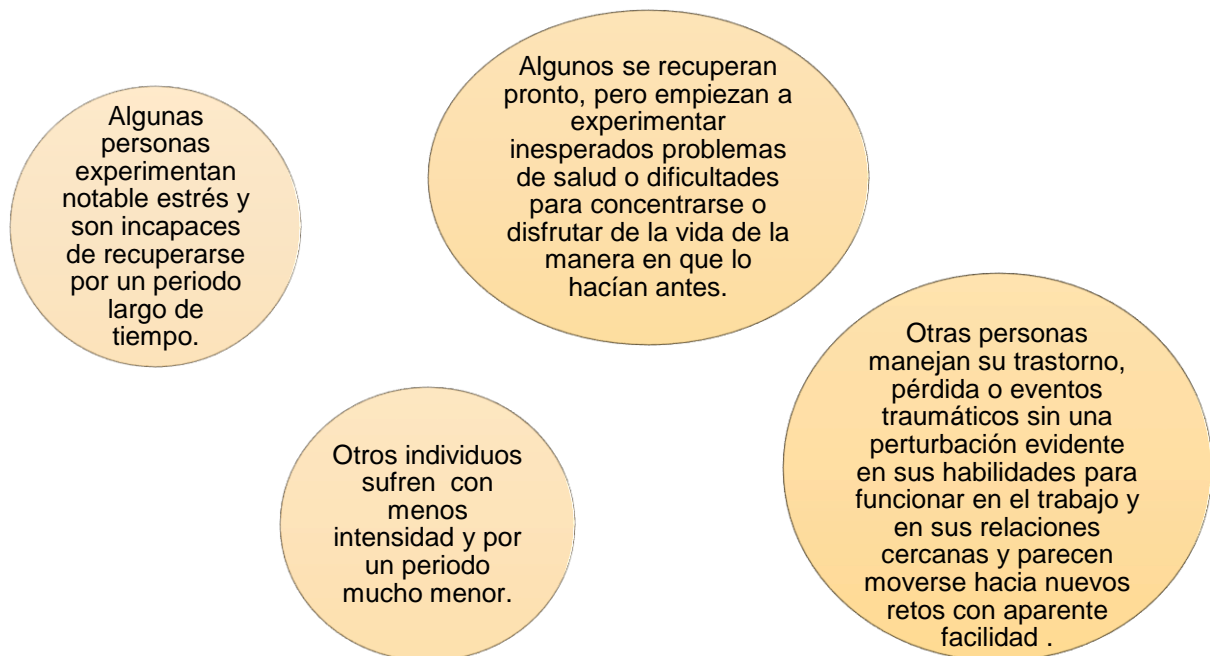 Algunas
personas
experimentan
notable estrés y
son incapaces
de recuperarse
por un periodo
largo de
tiempo.
Algunos se recuperan
pronto, pero empiezan a
experimentar
inesperados problemas
de salud o dificultades
para concentrarse o
disfrutar de la vida de la
manera en que lo
hacían antes.
Otros individuos
sufren con
menos
intensidad y por
un periodo
mucho menor.
Otras personas
manejan su trastorno,
pérdida o eventos
traumáticos sin una
perturbación evidente
en sus habilidades para
funcionar en el trabajo y
en sus relaciones
cercanas y parecen
moverse hacia nuevos
retos con aparente
facilidad .